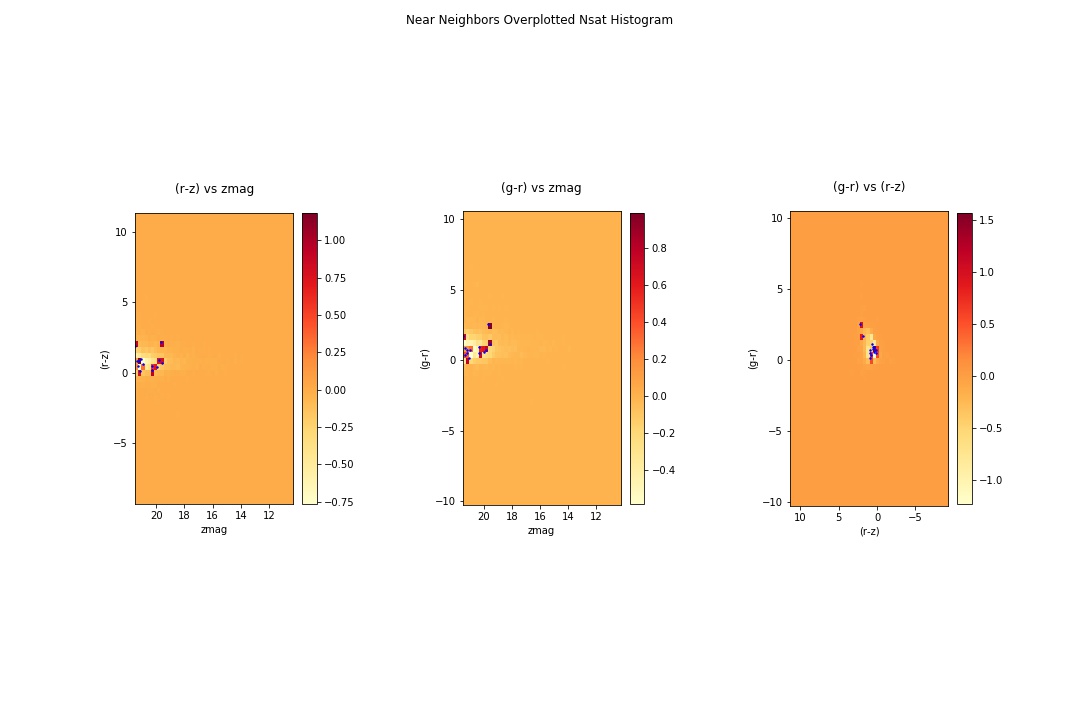 Near Neighbors Overplotted Nsat Histogram
(r-z) vs zmag
(r-z)
10
5
0
−5
20 18 16 14 12
zmag
1.00
0.75
0.50
0.25
0.00
−0.25
−0.50
−0.75
(g-r) vs zmag
(g-r)
10
5
0
−5
−10
20 18 16 14 12
zmag
0.8
0.6
0.4
0.2
0.0
−0.2
−0.4
(g-r) vs (r-z)
(g-r)
10
5
0
−5
−10
10 5 0 −5
(r-z)
1.5
1.0
0.5
0.0
−0.5
−1.0